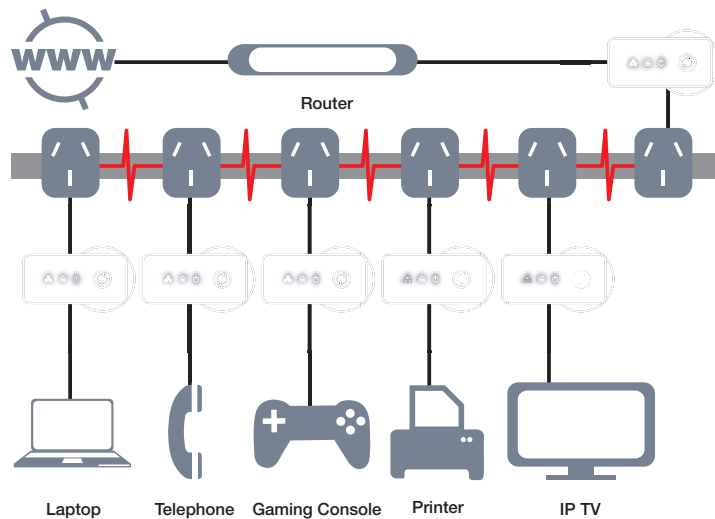 WWW
Router
Laptop
Telephone
Gaming Console
Printer
IP TV